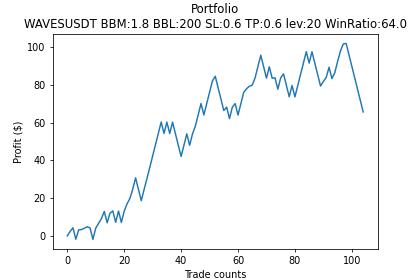 Portfolio
WAVESUSDT BBM:1.8 BBL:200 SL:0.6 TP:0.6 lev:20 WinRatio:64.0
100
80
60
40
20
0
Profit ($)
0 20 40 60 80 100
Trade counts